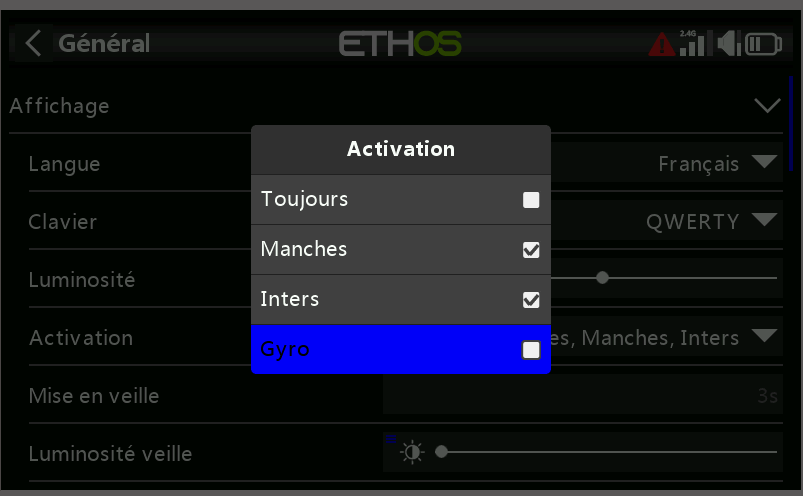 Général
ETHOS
2.4G
Affichage
Activation
Langue
Français
Toujours
Clavier
QWERTY
Manches
Luminosité
Inters
Activation
es, Manches, Inters
Gyro
Mise en veille
3s
Luminosité veille